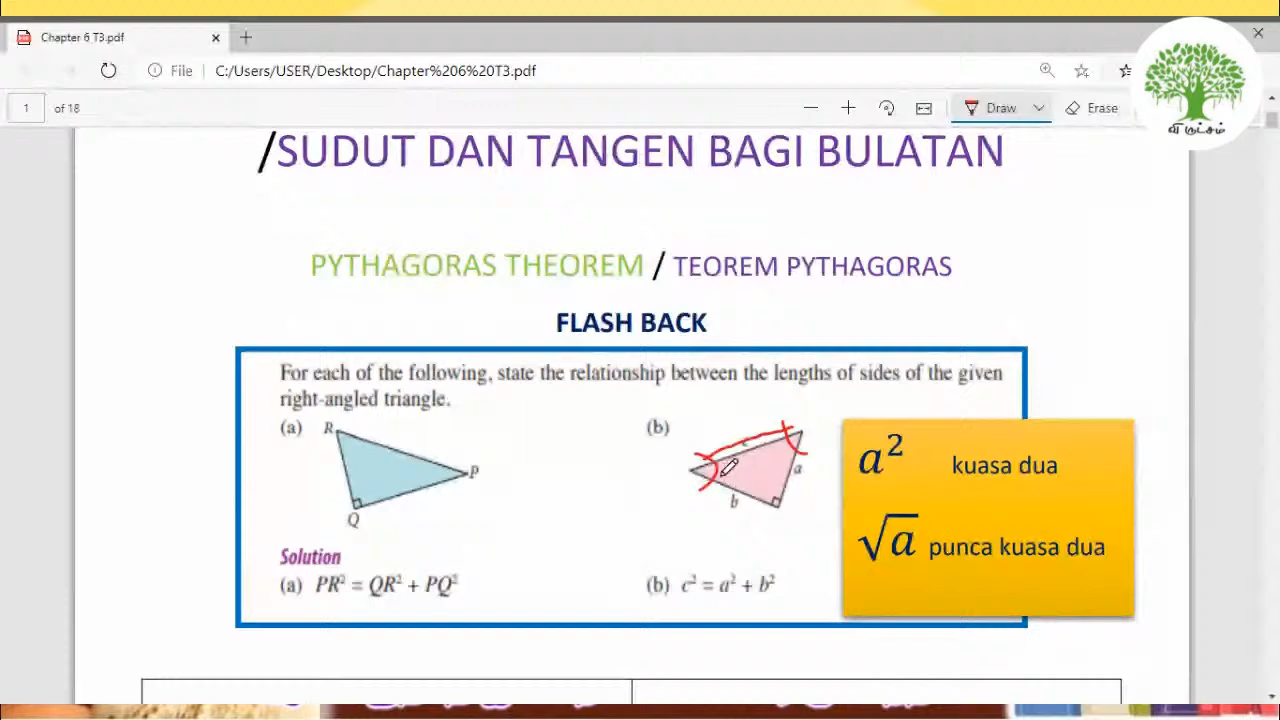 Chapter 6 T3.pdf
File C:/Users/USER/Desktop/Chapter%206%20T3.pdf
1 of 18 Draw Erase
விருட்சம்
/SUDUT DAN TANGEN BAGI BULATAN
PYTHAGORAS THEOREM / TEOREM PYTHAGORAS
FLASH BACK
For each of the following, state the relationship between the lengths of sides of the given
right-angled triangle.
(a) R P Q
(b) c a b
Solution
(a) PR² = QR² + PQ²
(b) c² = a² + b²
a² kuasa dua
√a punca kuasa dua